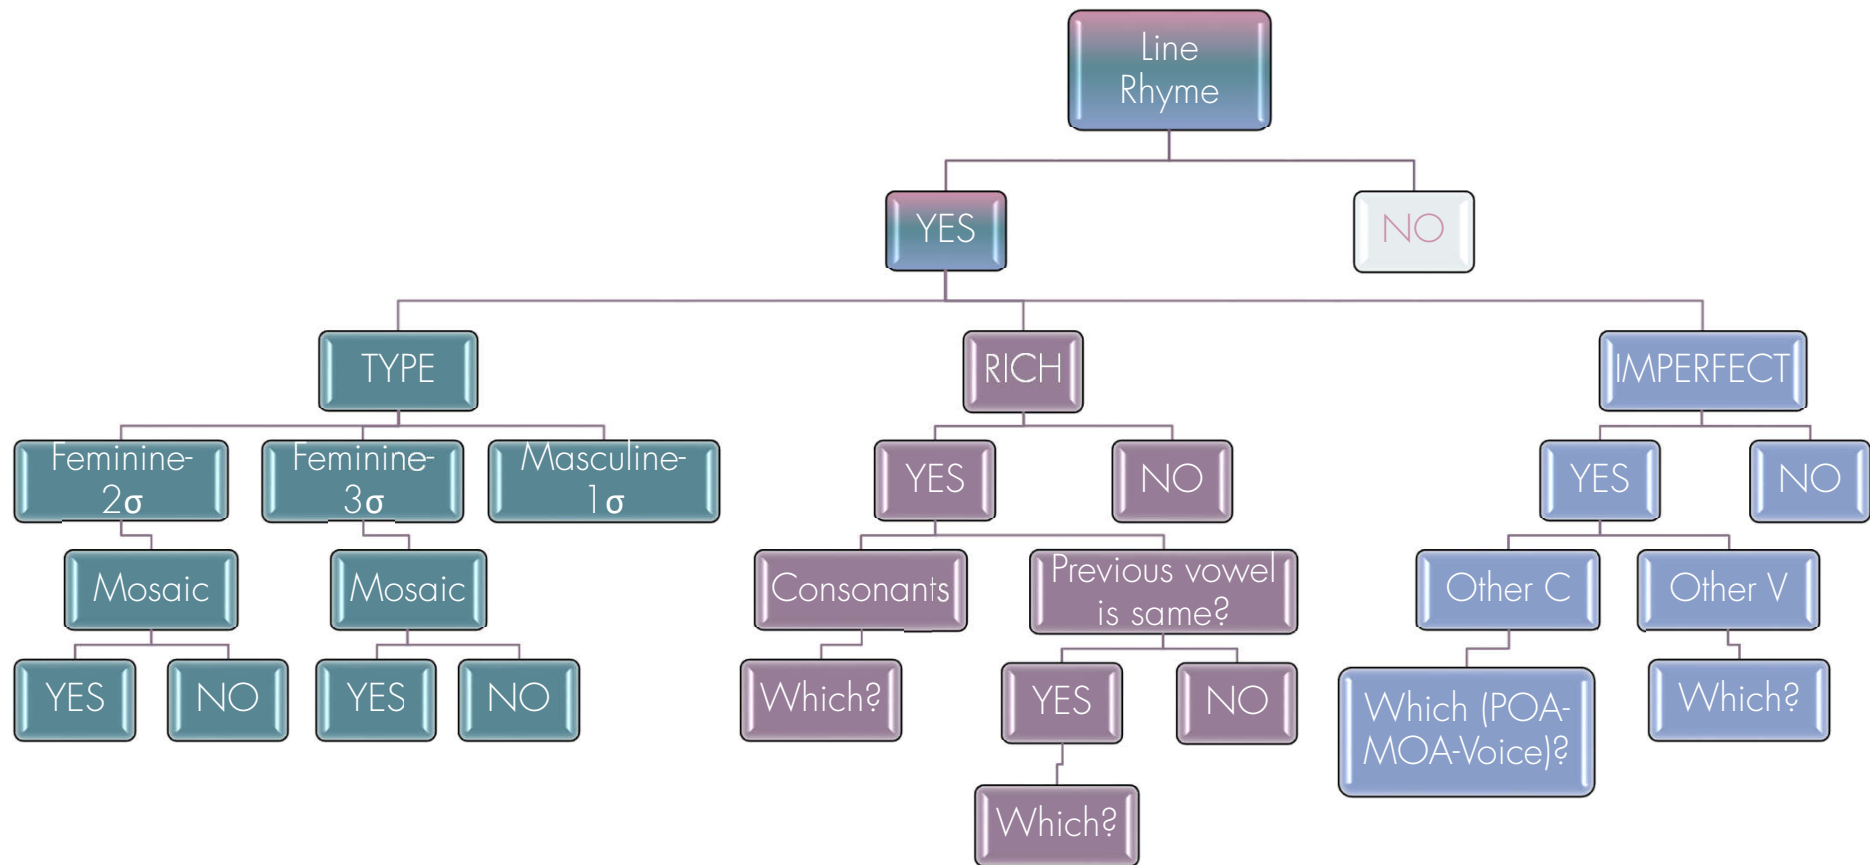 Line
Rhyme
YES
NO
TYPE
RICH
IMPERFECT
Feminine-
2σ
Feminine-
3σ
Masculine-
1σ
YES
NO
YES
NO
Mosaic
Mosaic
Consonants
Previous vowel
is same?
Other C
Other V
YES
NO
YES
NO
Which?
YES
NO
Which (POA-
MOA-Voice)?
Which?
Which?